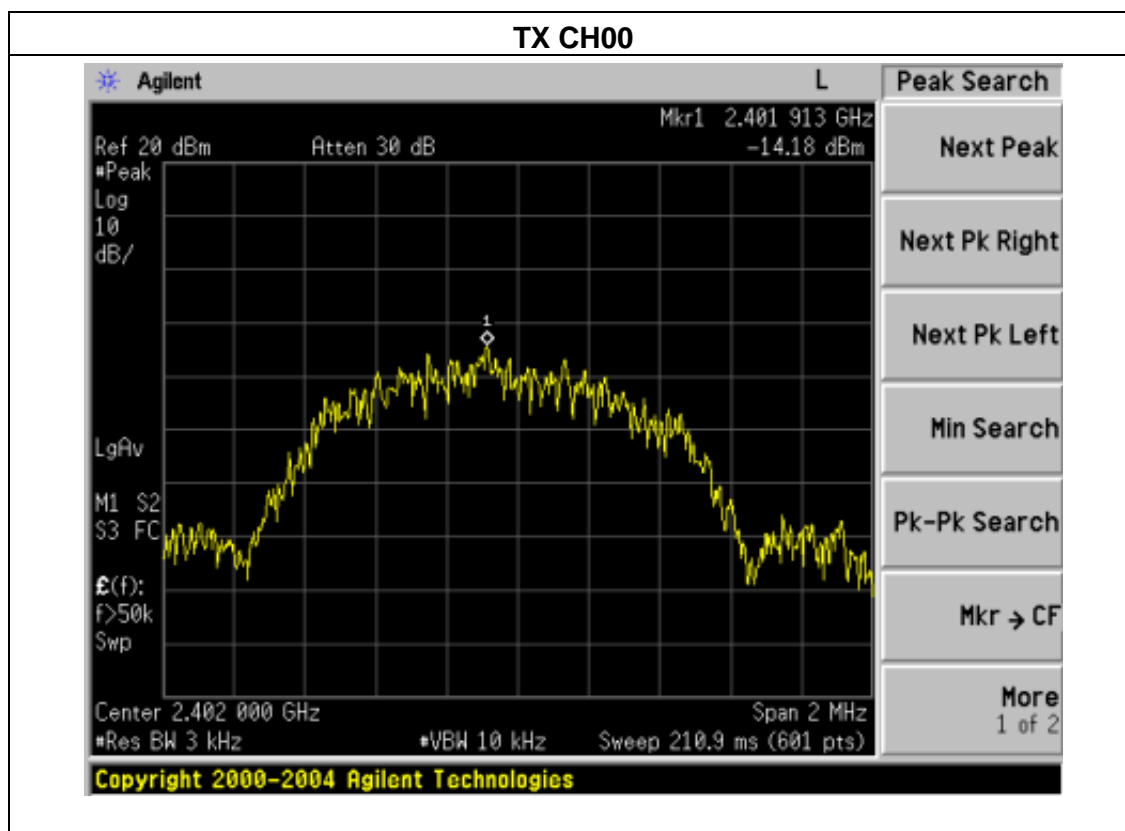 TX CH00
Agilent L Peak Search
Mkr1 2.401 913 GHz
Ref 20 dBm Atten 30 dB -14.18 dBm
#Peak
Log
10
dB/
1
LgAv
M1 S2
S3 FC
£(f):
f>50k
Swp
Center 2.402 000 GHz Span 2 MHz
#Res BW 3 kHz #VBW 10 kHz Sweep 210.9 ms (601 pts)
Copyright 2000-2004 Agilent Technologies
Next Peak
Next Pk Right
Next Pk Left
Min Search
Pk-Pk Search
Mkr → CF
More
1 of 2